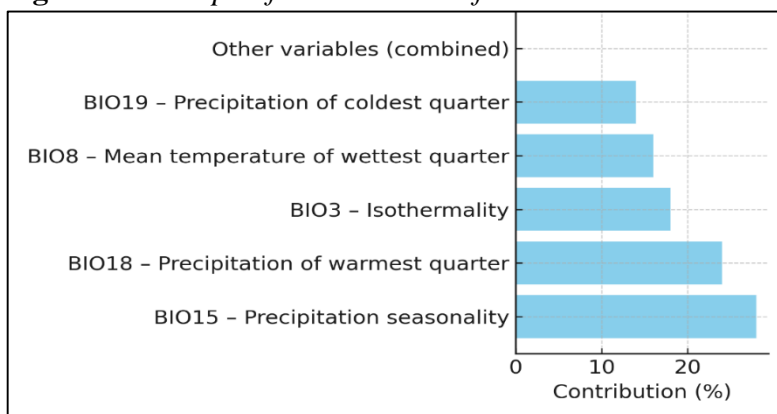 Other variables (combined)
BIO19 – Precipitation of coldest quarter
BIO8 – Mean temperature of wettest quarter
BIO3 – Isothermality
BIO18 – Precipitation of warmest quarter
BIO15 – Precipitation seasonality
0 10 20
Contribution (%)